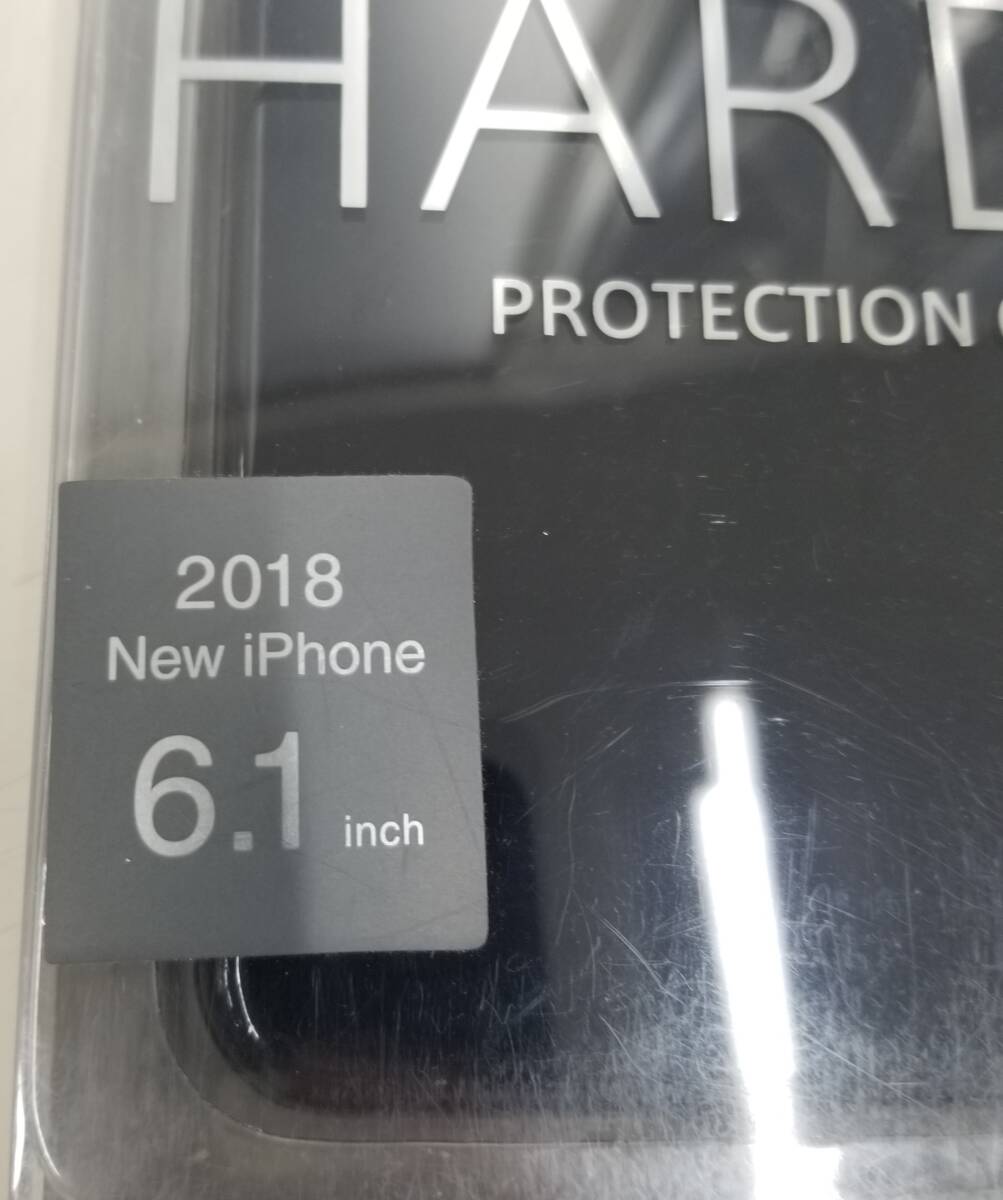 HARD
PROTECTION
2018
New iPhone
6.1 inch